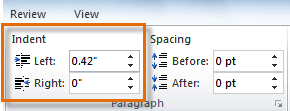 Review View
Indent Spacing
Left: 0.42" Before: 0 pt
Right: 0" After: 0 pt
Paragraph